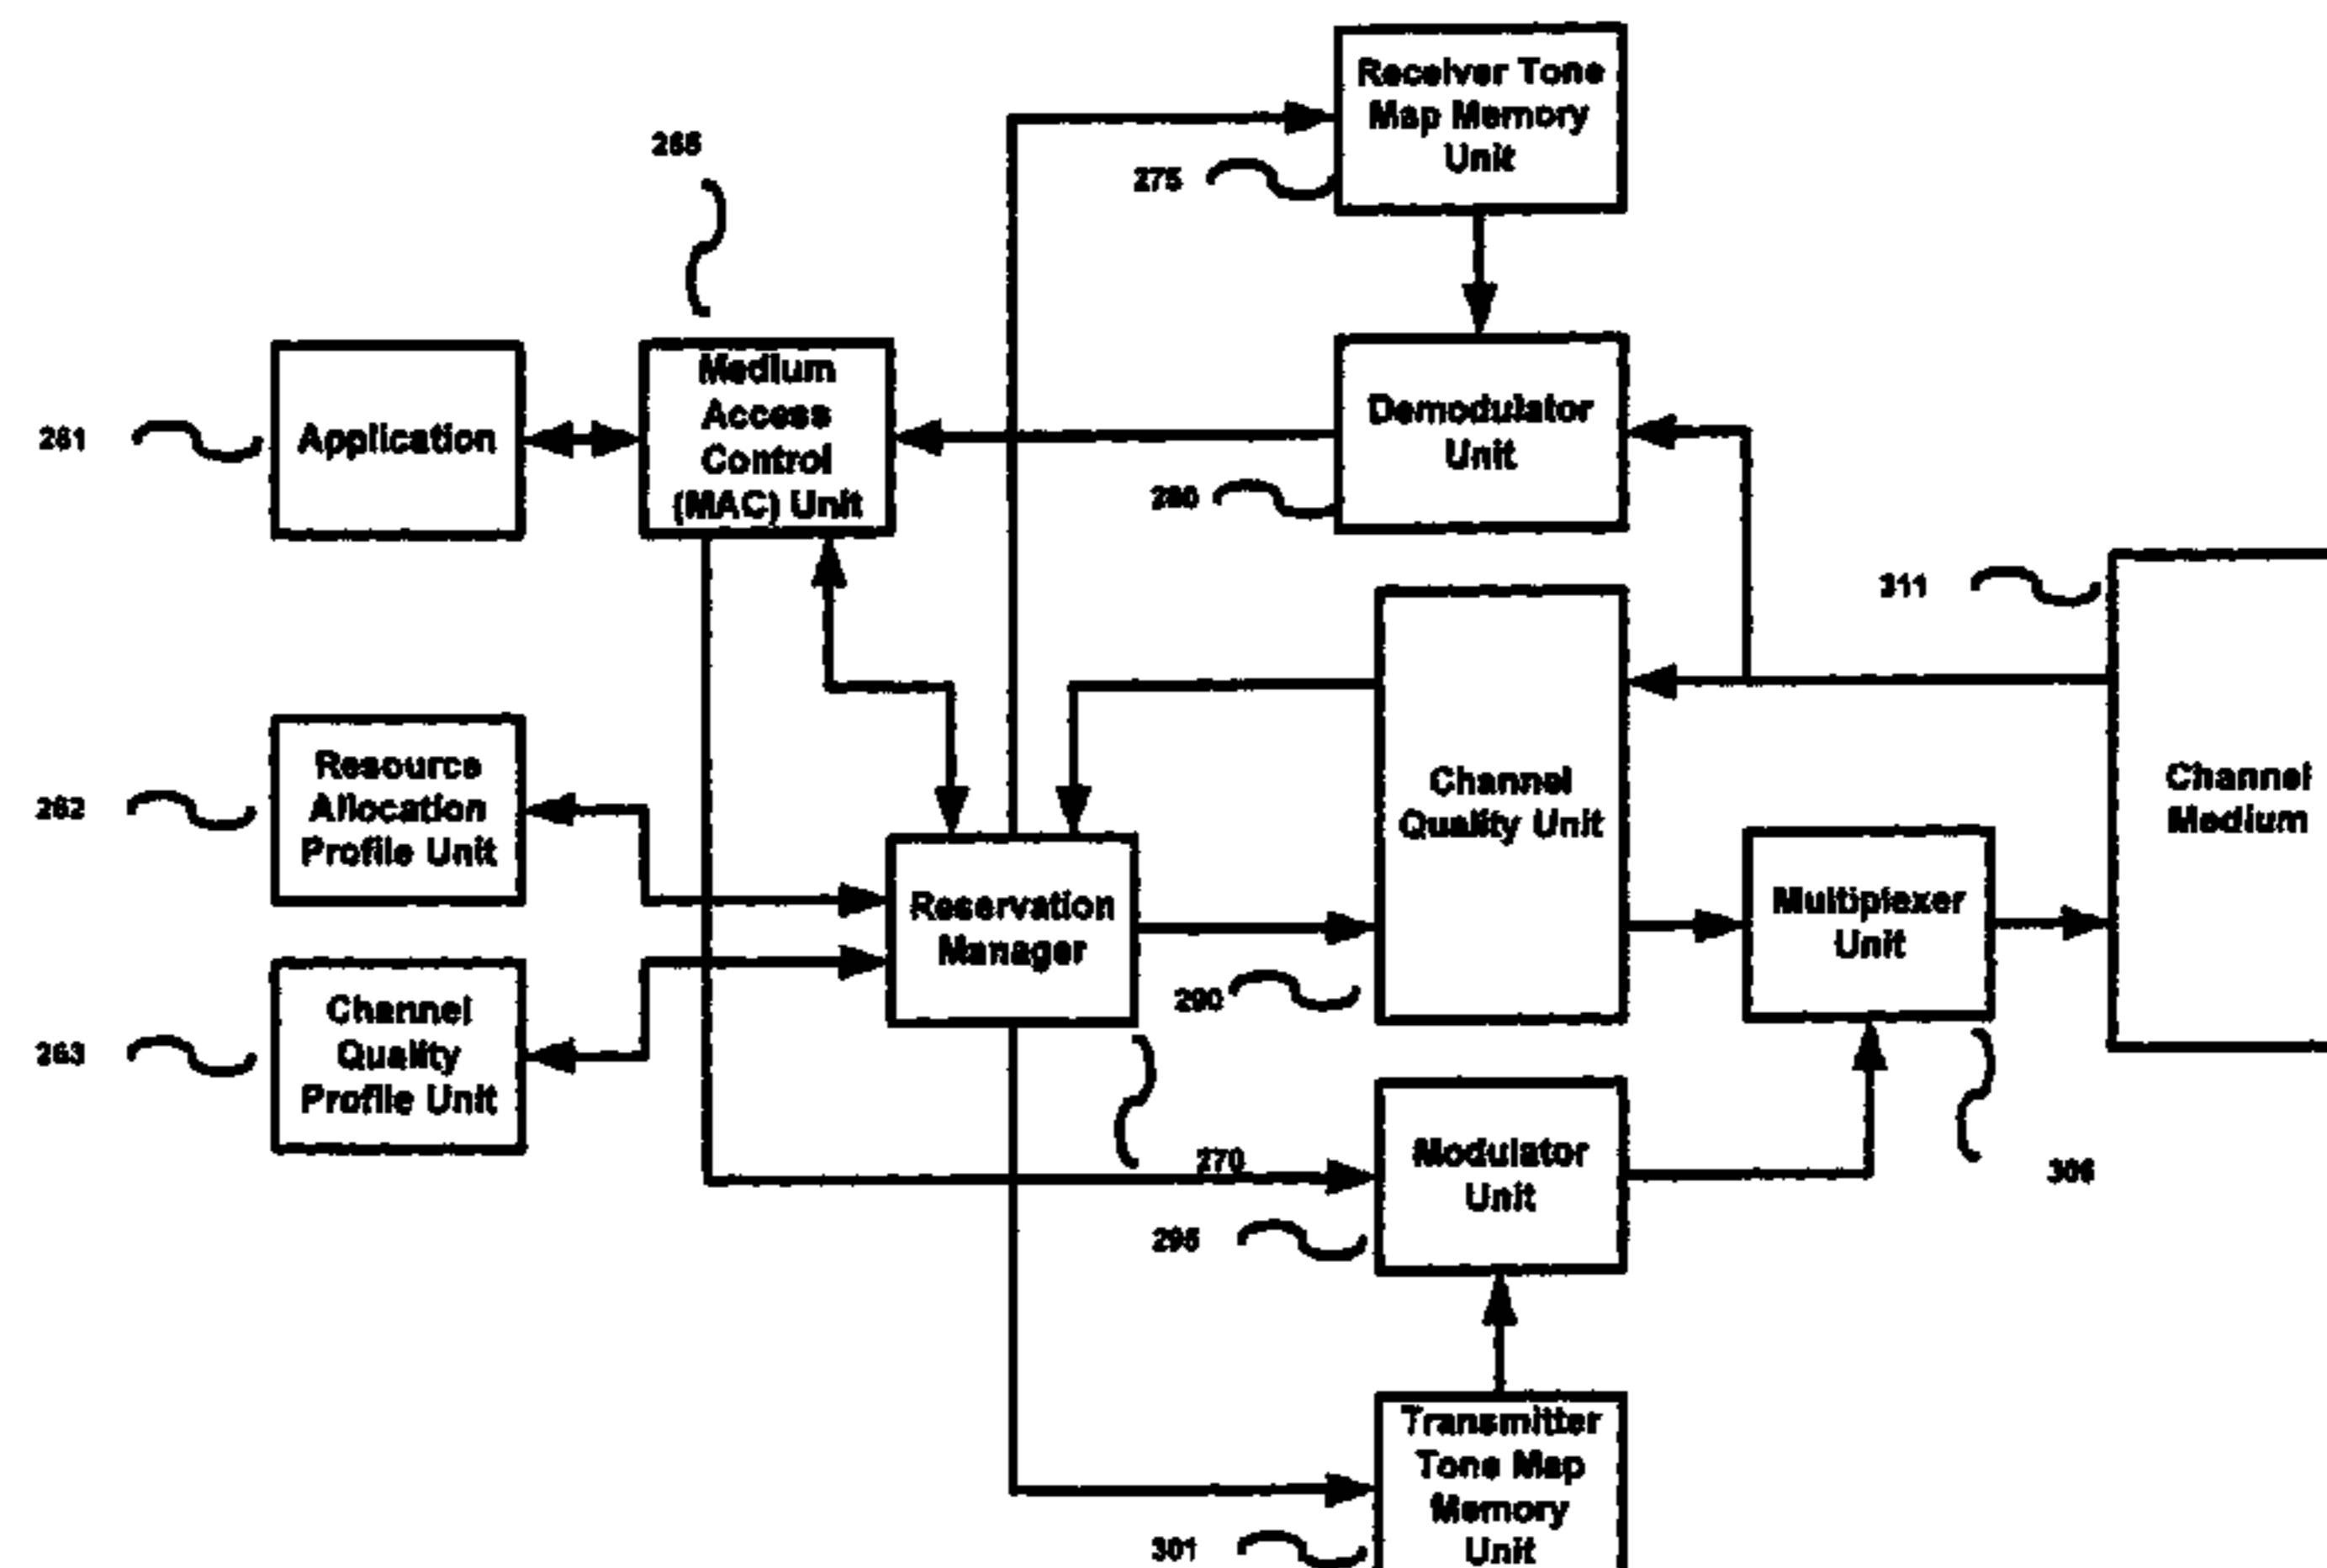 Receiver Tone
Map Memory
Unit
265
275
Medium
Access
Control
(MAC) Unit
Application
261
Demodulator
Unit
280
311
Channel
Medium
Resource
Allocation
Profile Unit
262
Channel
Quality Unit
Reservation
Manager
Multiplexer
Unit
290
Channel
Quality
Profile Unit
263
270
Modulator
Unit
306
295
Transmitter
Tone Map
Memory
Unit
301